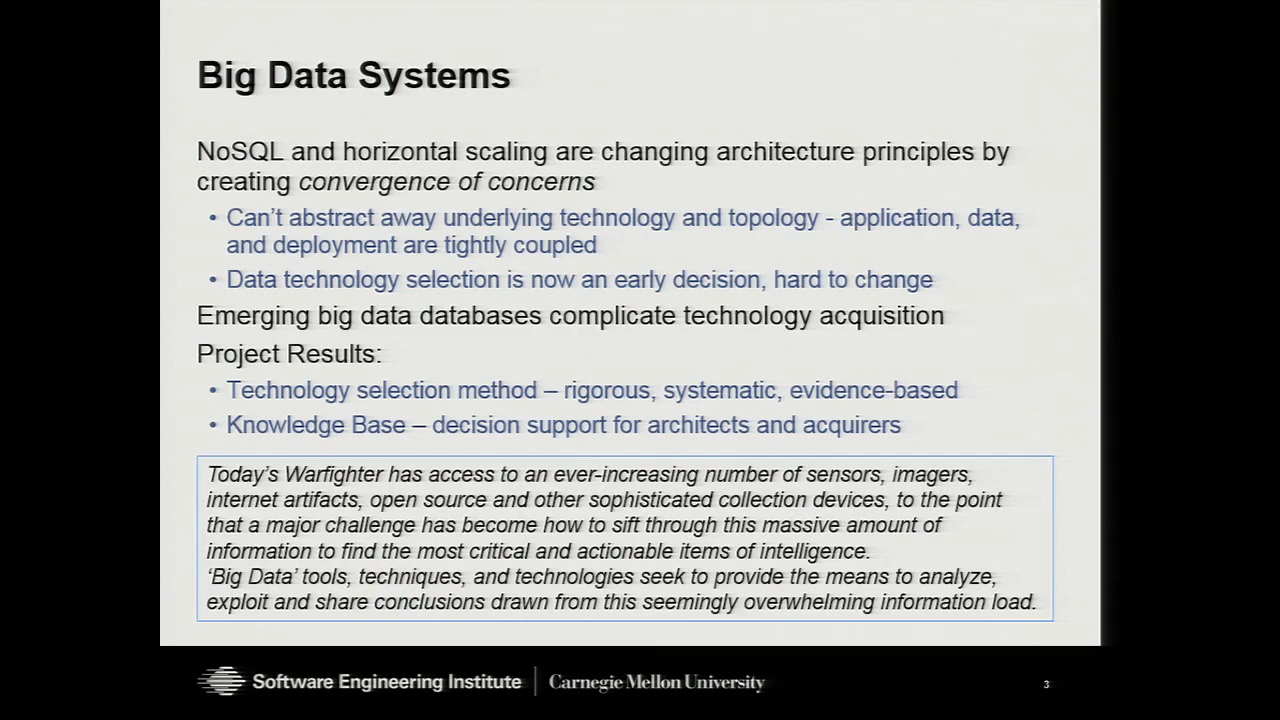 Big Data Systems
NoSQL and horizontal scaling are changing architecture principles by
creating convergence of concerns
• Can't abstract away underlying technology and topology - application, data,
and deployment are tightly coupled
• Data technology selection is now an early decision, hard to change
Emerging big data databases complicate technology acquisition
Project Results:
• Technology selection method – rigorous, systematic, evidence-based
• Knowledge Base – decision support for architects and acquirers
Today's Warfighter has access to an ever-increasing number of sensors, imagers,
internet artifacts, open source and other sophisticated collection devices, to the point
that a major challenge has become how to sift through this massive amount of
information to find the most critical and actionable items of intelligence.
'Big Data' tools, techniques, and technologies seek to provide the means to analyze,
exploit and share conclusions drawn from this seemingly overwhelming information load.
Software Engineering Institute | Carnegie Mellon University
3